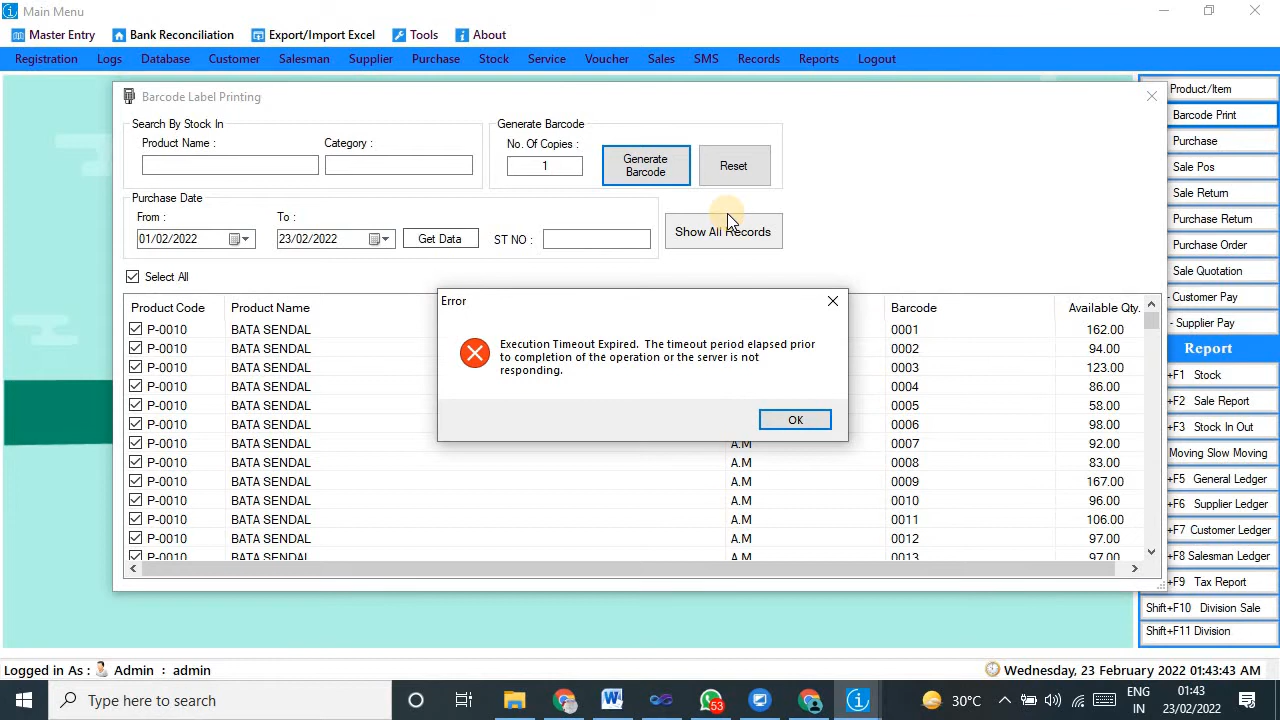 Main Menu
Master Entry Bank Reconciliation Export/Import Excel Tools About
Registration Logs Database Customer Salesman Supplier Purchase Stock Service Voucher Sales SMS Records Reports Logout
Barcode Label Printing
Search By Stock In
Product Name :
Category :
Generate Barcode
No. Of Copies :
1
Generate
Barcode
Reset
Purchase Date
From :
To :
01/02/2022
23/02/2022
Get Data
ST NO :
Show All Records
Select All
Product Code Product Name Barcode Available Qty.
P-0010 BATA SENDAL 0001 162.00
P-0010 BATA SENDAL 0002 94.00
P-0010 BATA SENDAL 0003 123.00
P-0010 BATA SENDAL 0004 86.00
P-0010 BATA SENDAL 0005 58.00
P-0010 BATA SENDAL 0006 98.00
P-0010 BATA SENDAL A.M 0007 92.00
P-0010 BATA SENDAL A.M 0008 83.00
P-0010 BATA SENDAL A.M 0009 167.00
P-0010 BATA SENDAL A.M 0010 96.00
P-0010 BATA SENDAL A.M 0011 106.00
P-0010 BATA SENDAL A.M 0012 97.00
P-0010 BATA SENDAL A.M 0013 97.00
Error
Execution Timeout Expired. The timeout period elapsed prior
to completion of the operation or the server is not
responding.
OK
Product/Item
Barcode Print
Purchase
Sale Pos
Sale Return
Purchase Return
Purchase Order
Sale Quotation
- Customer Pay
- Supplier Pay
Report
+F1 Stock
+F2 Sale Report
+F3 Stock In Out
Moving Slow Moving
+F5 General Ledger
+F6 Supplier Ledger
+F7 Customer Ledger
+F8 Salesman Ledger
+F9 Tax Report
Shift+F10 Division Sale
Shift+F11 Division
Logged in As : Admin : admin
Wednesday, 23 February 2022 01:43:43 AM
Type here to search
53
30°C
ENG
IN
01:43
23/02/2022